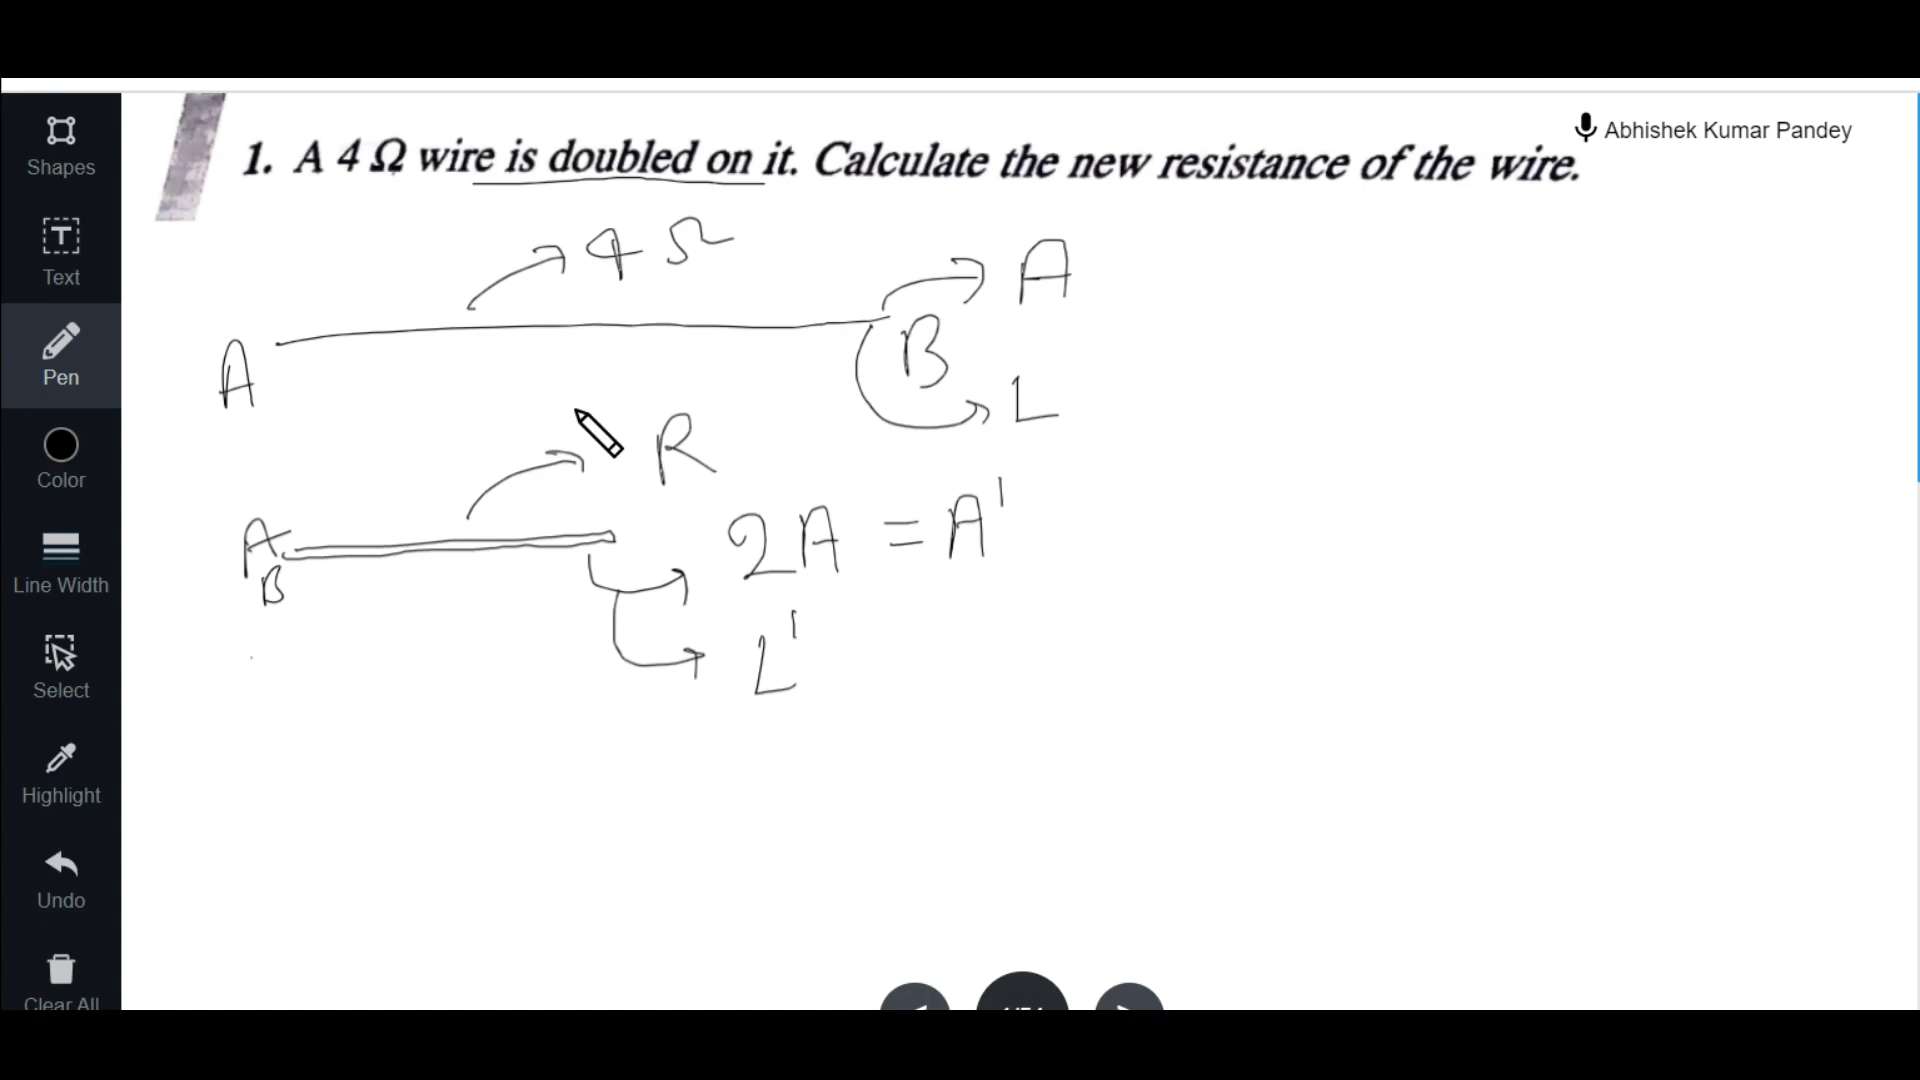 Abhishek Kumar Pandey
1. A 4 Ω wire is doubled on it. Calculate the new resistance of the wire.
4 Ω
A
A
B
L
R
A
B
2A = A'
L'
Shapes
Text
Pen
Color
Line Width
Select
Highlight
Undo
Clear All